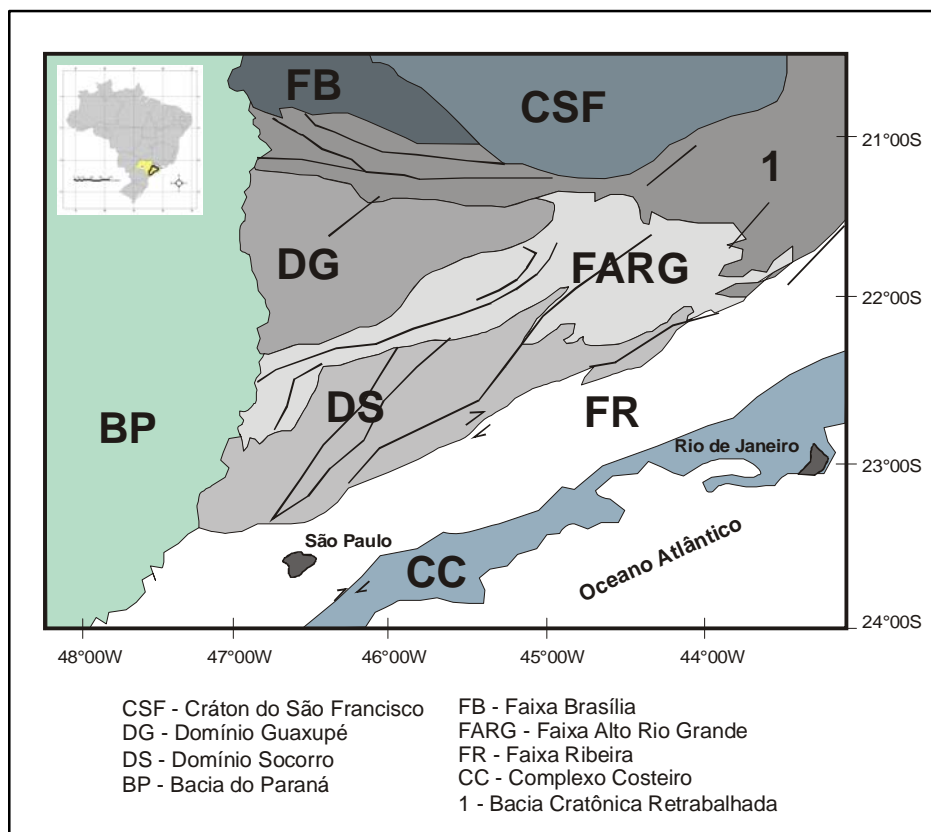 FB
CSF
21°00S
1
DG
FARG
22°00S
DS
BP
FR
Rio de Janeiro
23°00S
São Paulo
CC
Oceano Atlântico
24°00S
48°00W
47°00W
46°00W
45°00W
44°00W
CSF - Cráton do São Francisco
DG - Domínio Guaxupé
DS - Domínio Socorro
BP - Bacia do Paraná
FB - Faixa Brasília
FARG - Faixa Alto Rio Grande
FR - Faixa Ribeira
CC - Complexo Costeiro
1 - Bacia Cratônica Retrabalhada